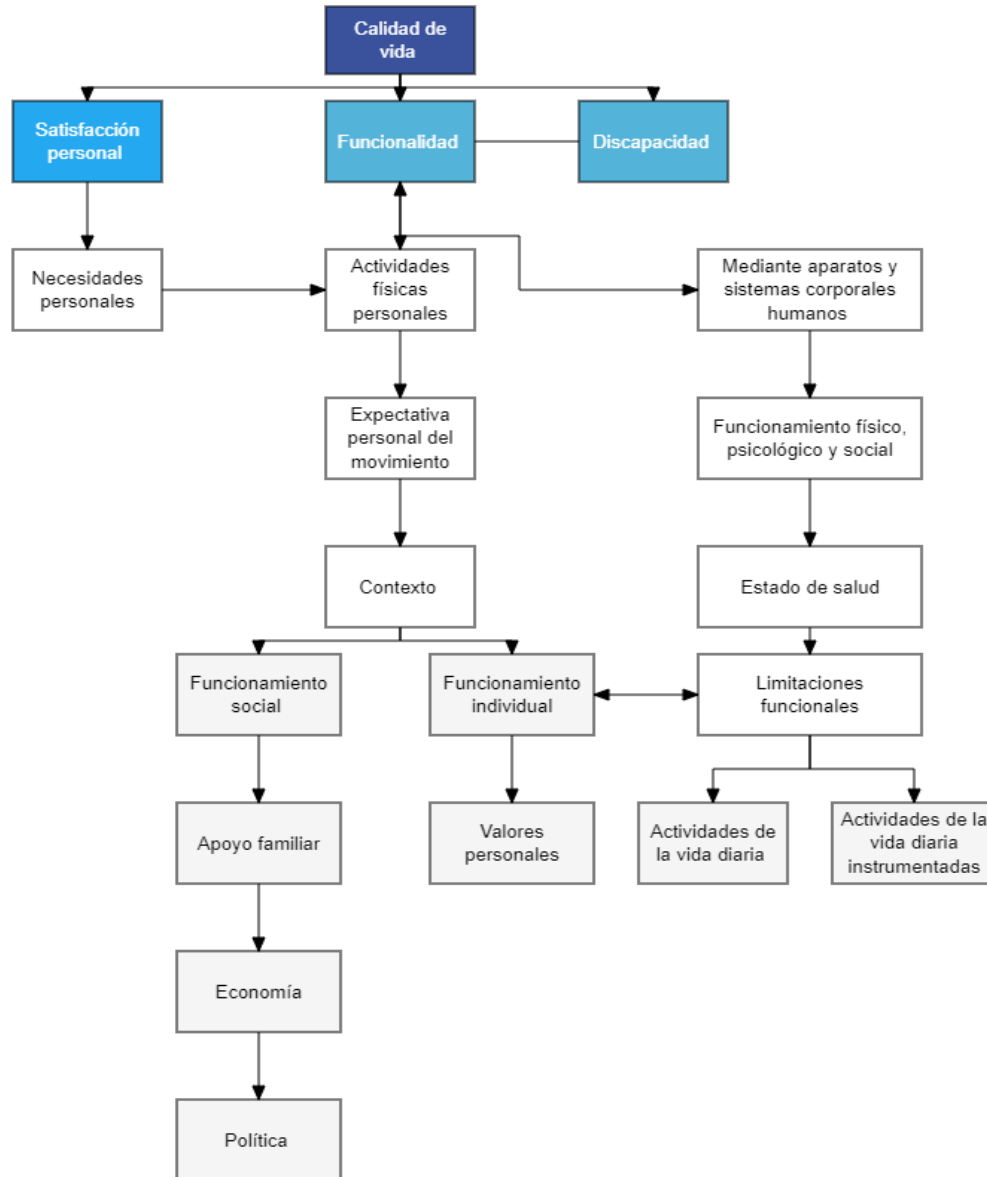 Calidad de
vida
Satisfacción
personal
Funcionalidad
Discapacidad
Necesidades
personales
Actividades
físicas
personales
Mediante aparatos y
sistemas corporales
humanos
Expectativa
personal del
movimiento
Funcionamiento físico,
psicológico y social
Contexto
Estado de salud
Funcionamiento
social
Funcionamiento
individual
Limitaciones
funcionales
Apoyo familiar
Valores
personales
Actividades de
la vida diaria
Actividades de la
vida diaria
instrumentadas
Economía
Política